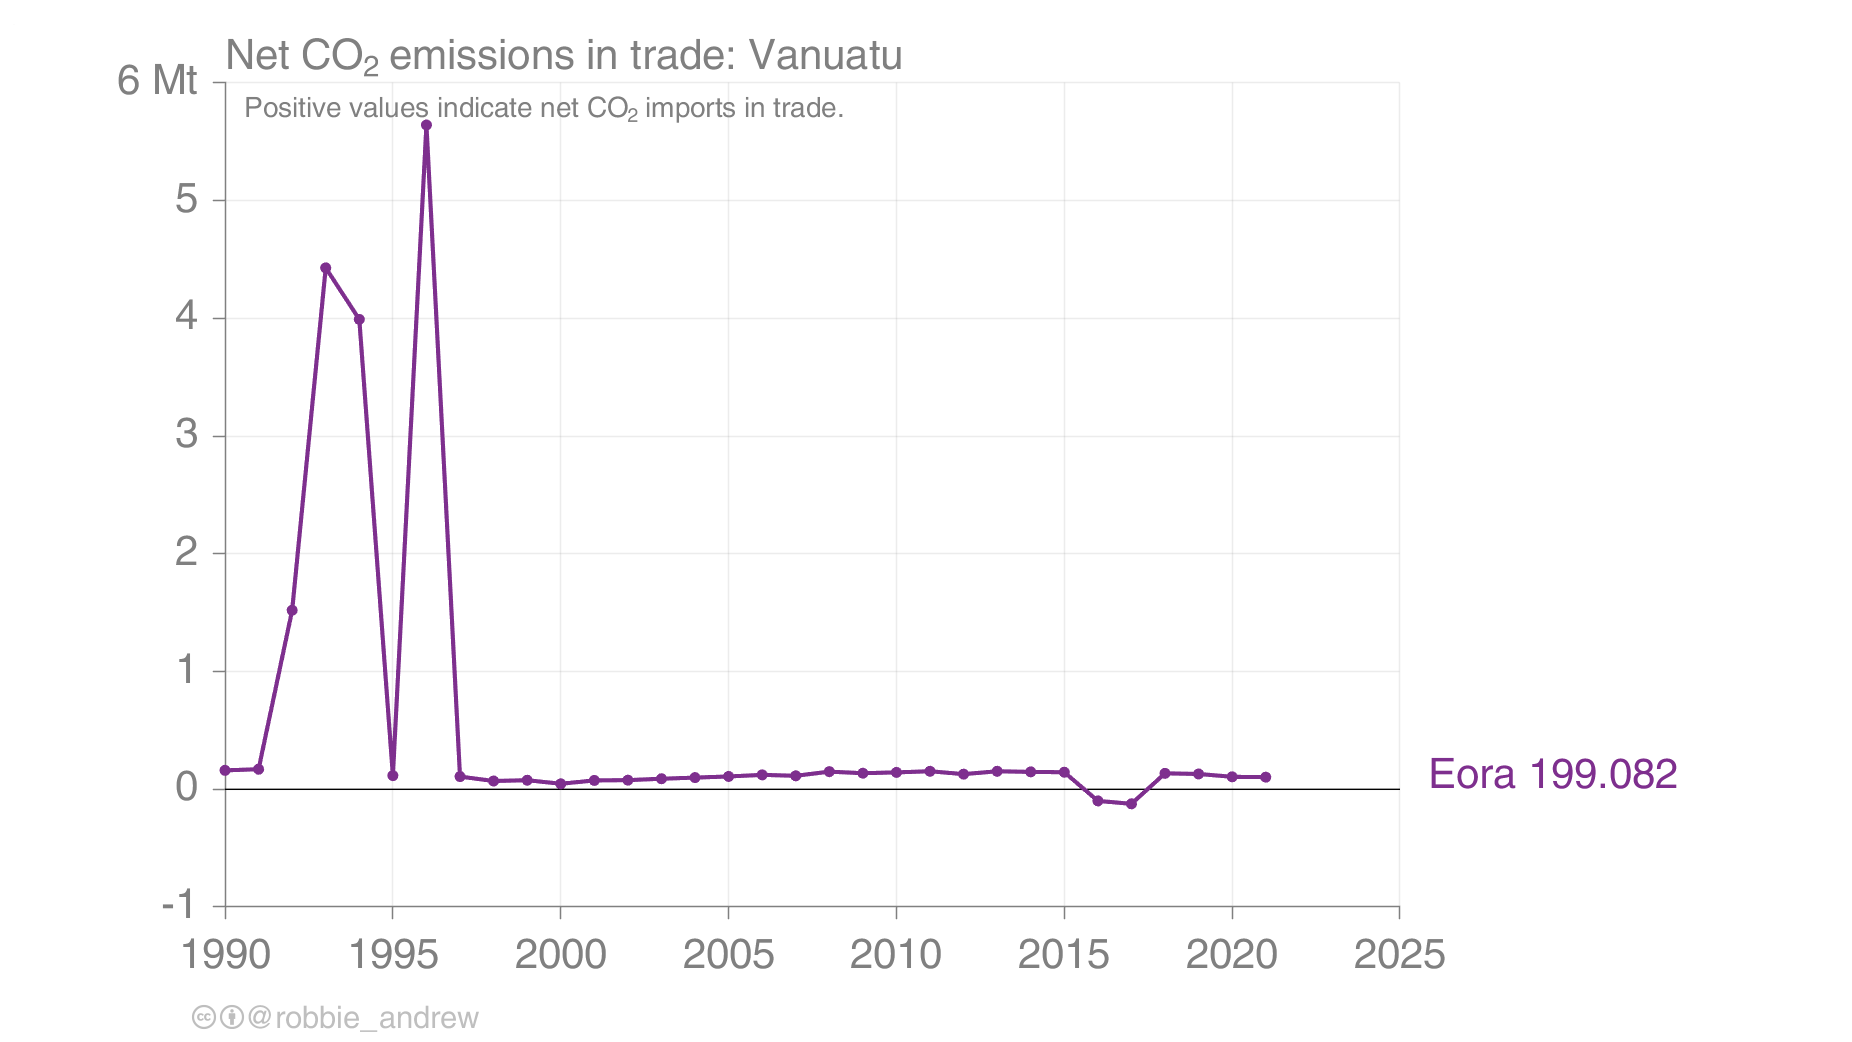 Net CO₂ emissions in trade: Vanuatu
6 Mt
Positive values indicate net CO₂ imports in trade.
5
4
3
2
1
0
Eora 199.082
-1
1990 1995 2000 2005 2010 2015 2020 2025
@robbie_andrew